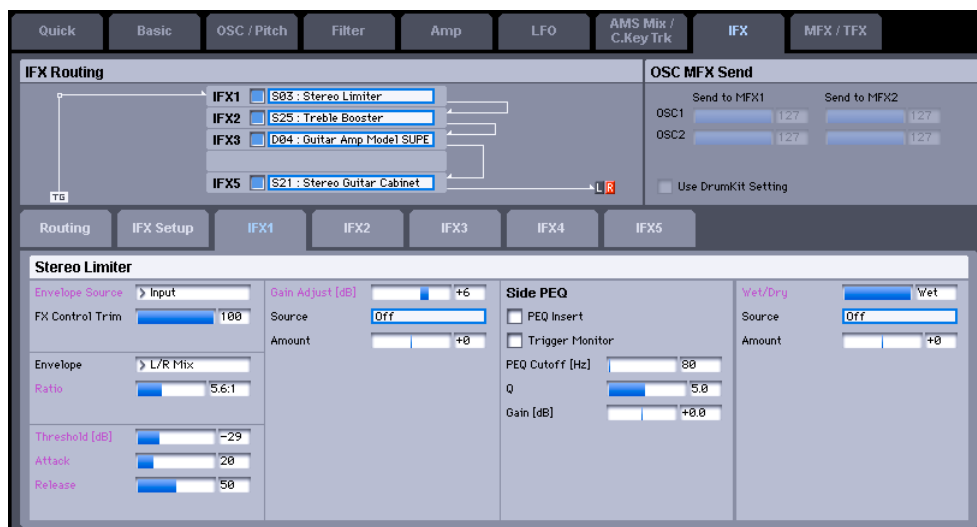 Quick Basic OSC / Pitch Filter Amp LFO AMS Mix / C.Key Trk IFX MFX / TFX
IFX Routing
IFX1 S03 : Stereo Limiter
IFX2 S25 : Treble Booster
IFX3 D04 : Guitar Amp Model SUPE
IFX5 S21 : Stereo Guitar Cabinet
TG
L R
OSC MFX Send
Send to MFX1 Send to MFX2
OSC1 127 127
OSC2 127 127
Use DrumKit Setting
Routing IFX Setup IFX1 IFX2 IFX3 IFX4 IFX5
Stereo Limiter
Envelope Source > Input
FX Control Trim 100
Envelope > L/R Mix
Ratio 5.6:1
Threshold [dB] -29
Attack 20
Release 50
Gain Adjust [dB] +6
Source Off
Amount +0
Side PEQ
PEQ Insert
Trigger Monitor
PEQ Cutoff [Hz] 80
Q 5.0
Gain [dB] +0.0
Wet/Dry Wet
Source Off
Amount +0